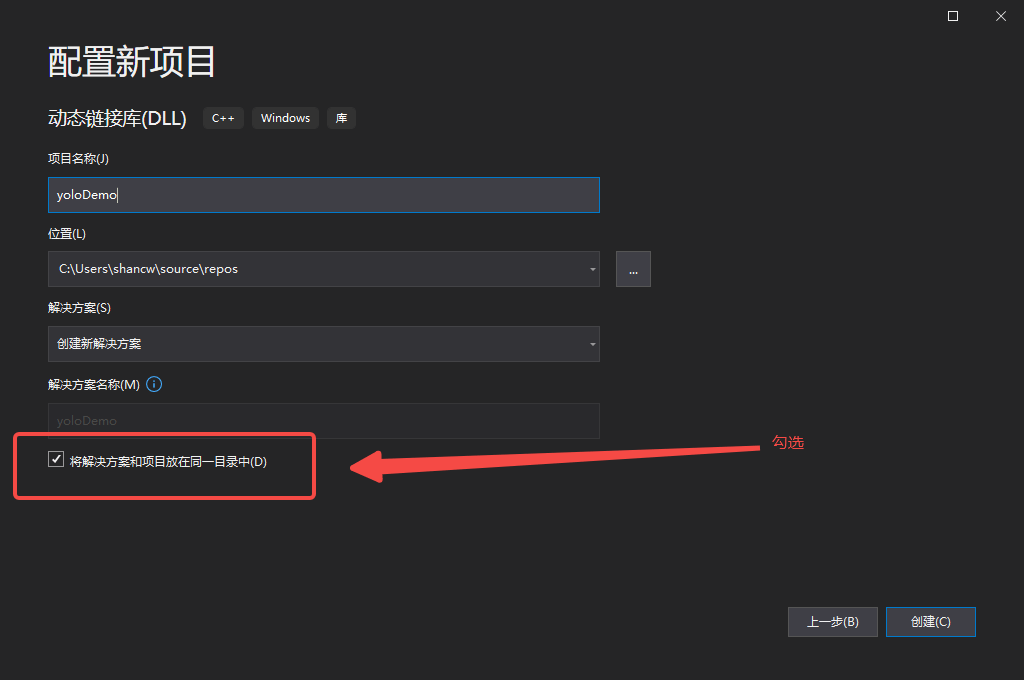 配置新项目
动态链接库(DLL) C++ Windows 库
项目名称(J)
yoloDemo
位置(L)
C:\Users\shancw\source\repos
...
解决方案(S)
创建新解决方案
解决方案名称(M)
yoloDemo
将解决方案和项目放在同一目录中(D)
勾选
上一步(B) 创建(C)